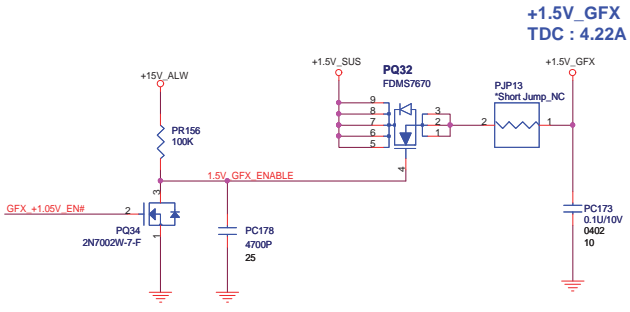 +1.5V_GFX
TDC : 4.22A
+15V_ALW
+1.5V_SUS
PQ32
FDMS7670
+1.5V_GFX
PJP13
*Short Jump_NC
9
8
7
6
5
3
2
1
4
2
1
PR156
100K
1.5V_GFX_ENABLE
GFX_+1.05V_EN#
2
3
1
PQ34
2N7002W-7-F
PC178
4700P
25
PC173
0.1U/10V
0402
10